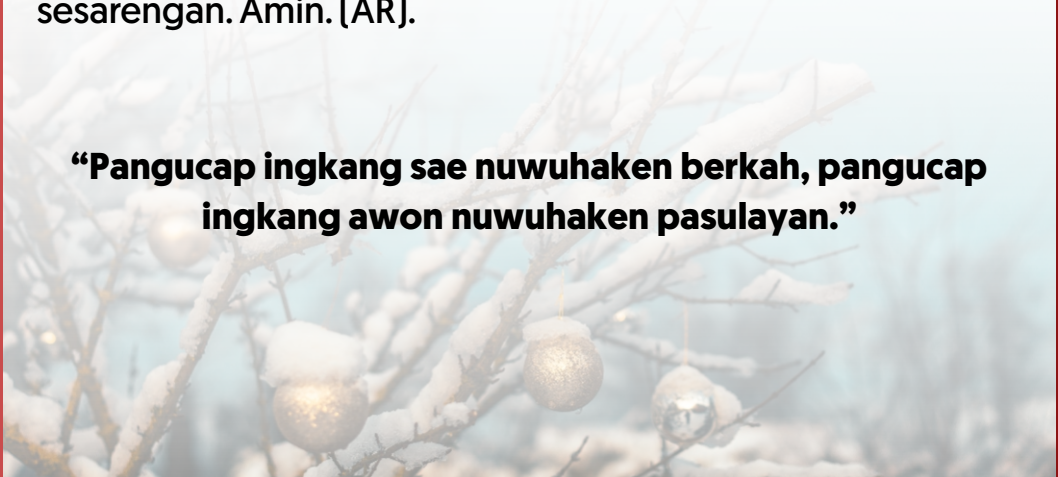 sesarengan. Amin. (AR).
“Pangucap ingkang sae nuwuhaken berkah, pangucap
ingkang awon nuwuhaken pasulayan.”